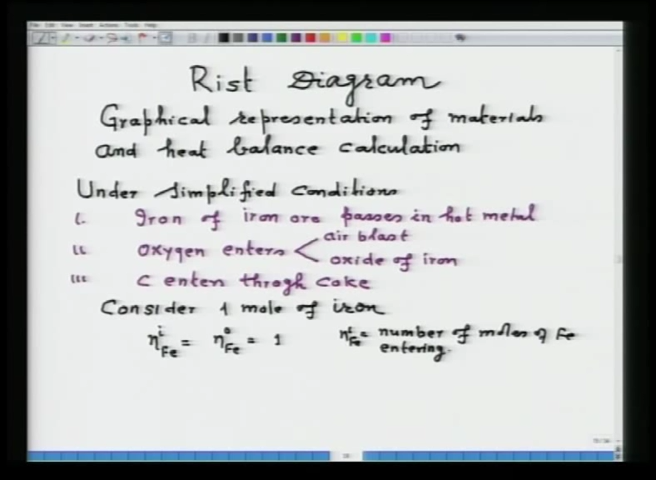 Rist Diagram
Graphical representation of materials
and heat balance calculation
Under Simplified conditions
i. Iron of iron ore passes in hot metal
ii oxygen enters < air blast
oxide of iron
iii C enters throgh coke
Consider 1 mole of iron
η^i_Fe = η^o_Fe = 1 η^i_Fe = number of moles of Fe
entering.